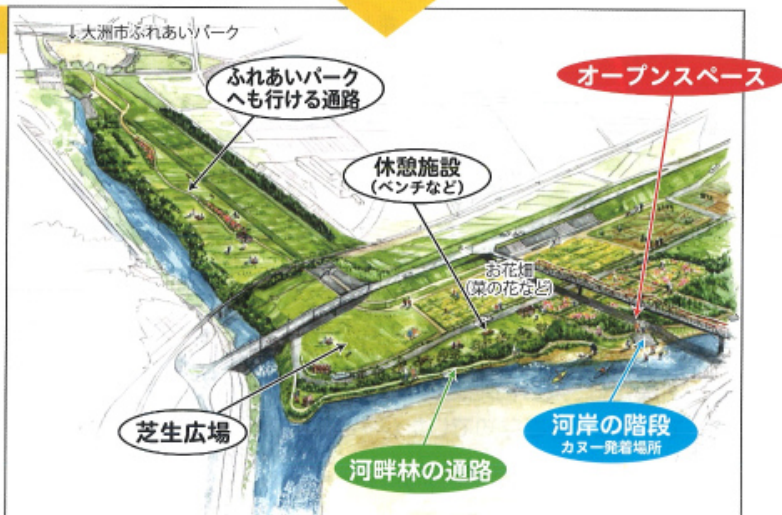 ↓大洲市ふれあいパーク
ふれあいパーク
へも行ける通路
オープンスペース
休憩施設
(ベンチなど)
お花畑
(菜の花など)
芝生広場
河畔林の通路
河岸の階段
カヌー発着場所